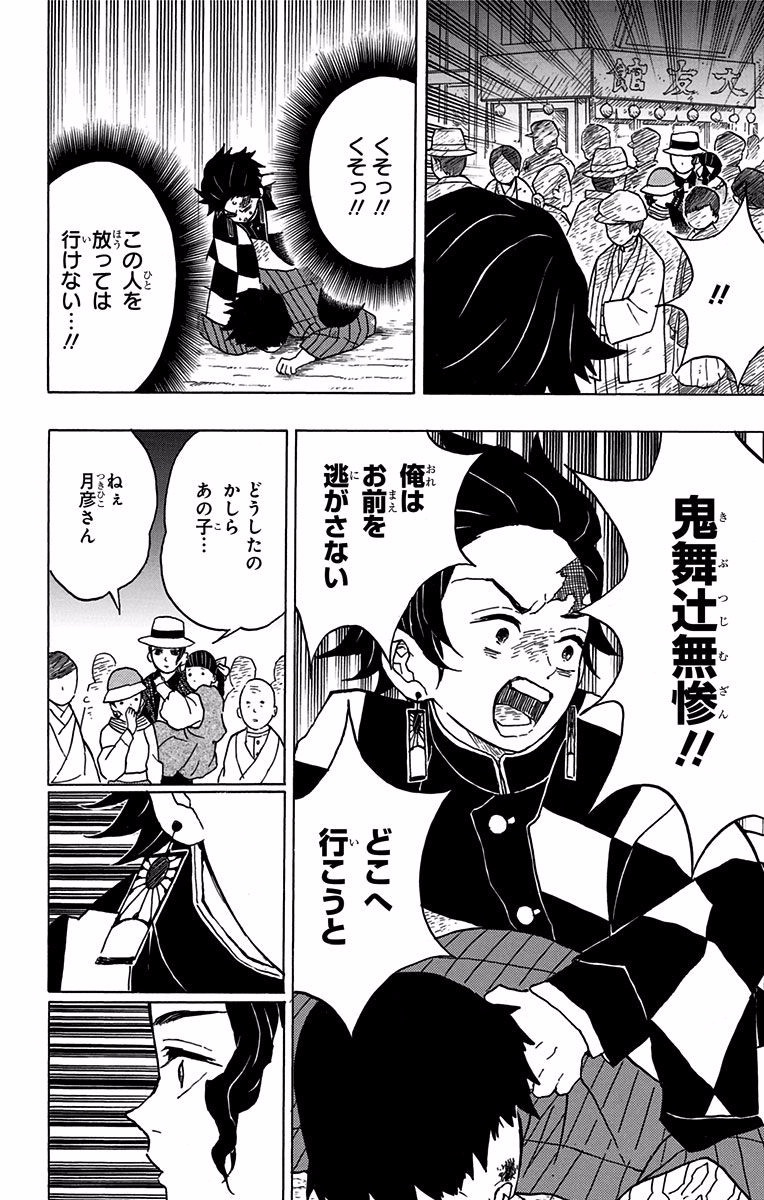 大友館
!!
くそっ!!
くそっ!!
この人を
放っては
行けない…!!
鬼舞辻無惨!!
俺は
お前を
逃がさない
どこへ
行こうと
どうしたの
かしら
あの子…
ねぇ
月彦さん